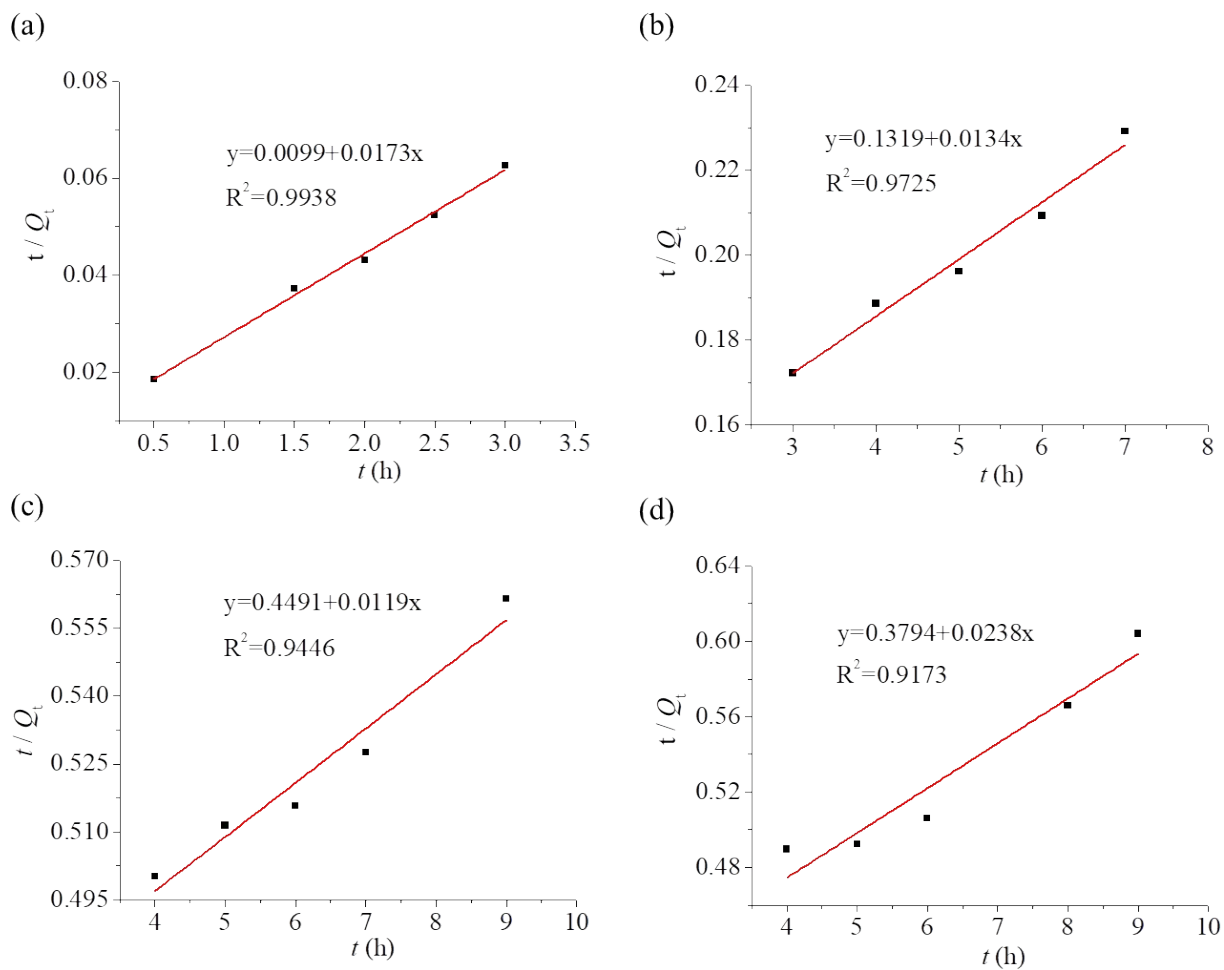 (a)
0.08
0.06
0.04
0.02
t / Qt
y=0.0099+0.0173x
R²=0.9938
0.5 1.0 1.5 2.0 2.5 3.0 3.5
t (h)
(b)
0.24
0.22
0.20
0.18
0.16
t / Qt
y=0.1319+0.0134x
R²=0.9725
3 4 5 6 7 8
t (h)
(c)
0.570
0.555
0.540
0.525
0.510
0.495
t / Qt
y=0.4491+0.0119x
R²=0.9446
4 5 6 7 8 9 10
t (h)
(d)
0.64
0.60
0.56
0.52
0.48
t / Qt
y=0.3794+0.0238x
R²=0.9173
4 5 6 7 8 9 10
t (h)